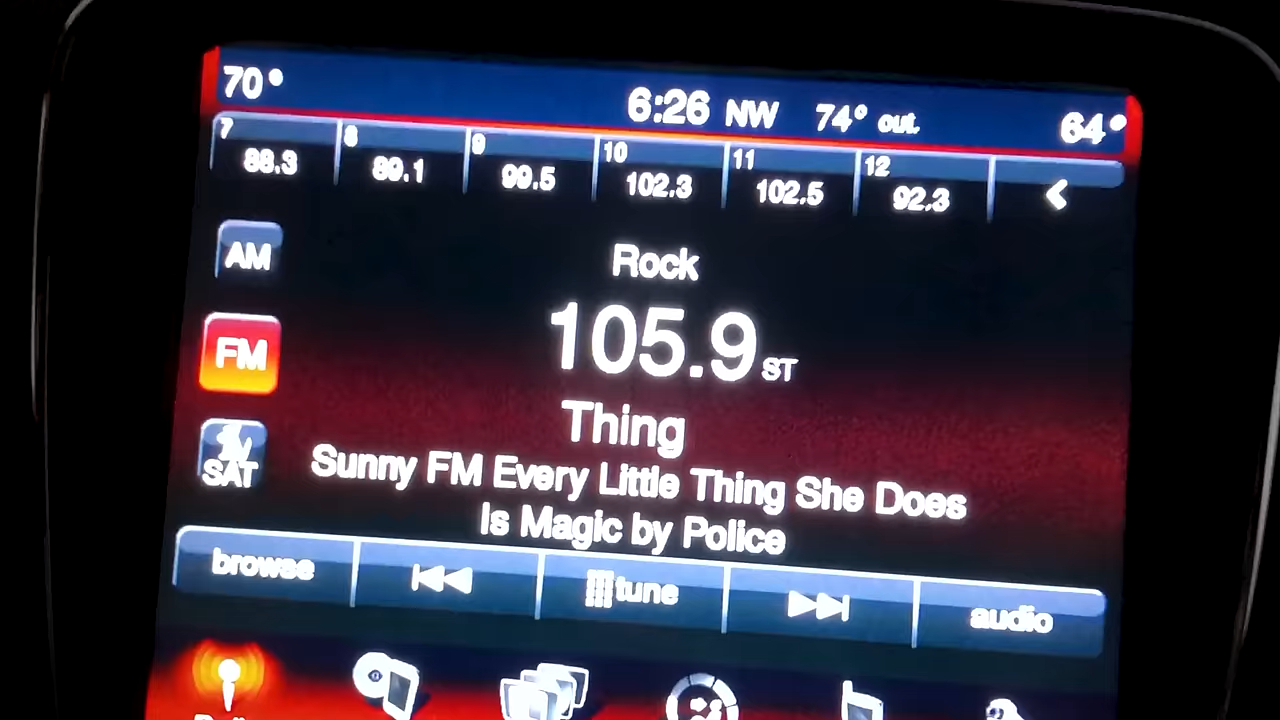 70° 6:26 NW 74° out. 64°
7 8 9 10 11 12
88.3 89.1 99.5 102.3 102.5 92.3
AM
Rock
105.9 ST
FM
Thing
SAT
Sunny FM Every Little Thing She Does
Is Magic by Police
browse tune audio